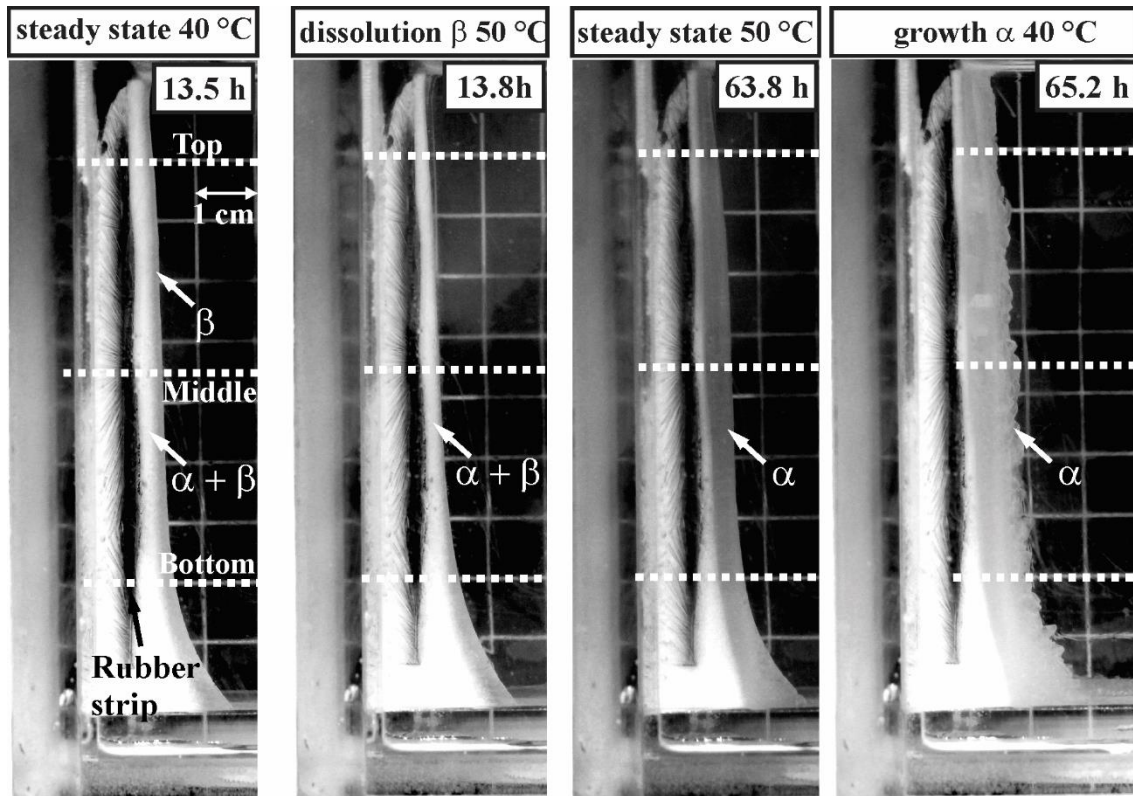 steady state 40 °C
13.5 h
Top
1 cm
β
Middle
α + β
Bottom
Rubber
strip
dissolution β 50 °C
13.8h
α + β
steady state 50 °C
63.8 h
α
growth α 40 °C
65.2 h
α